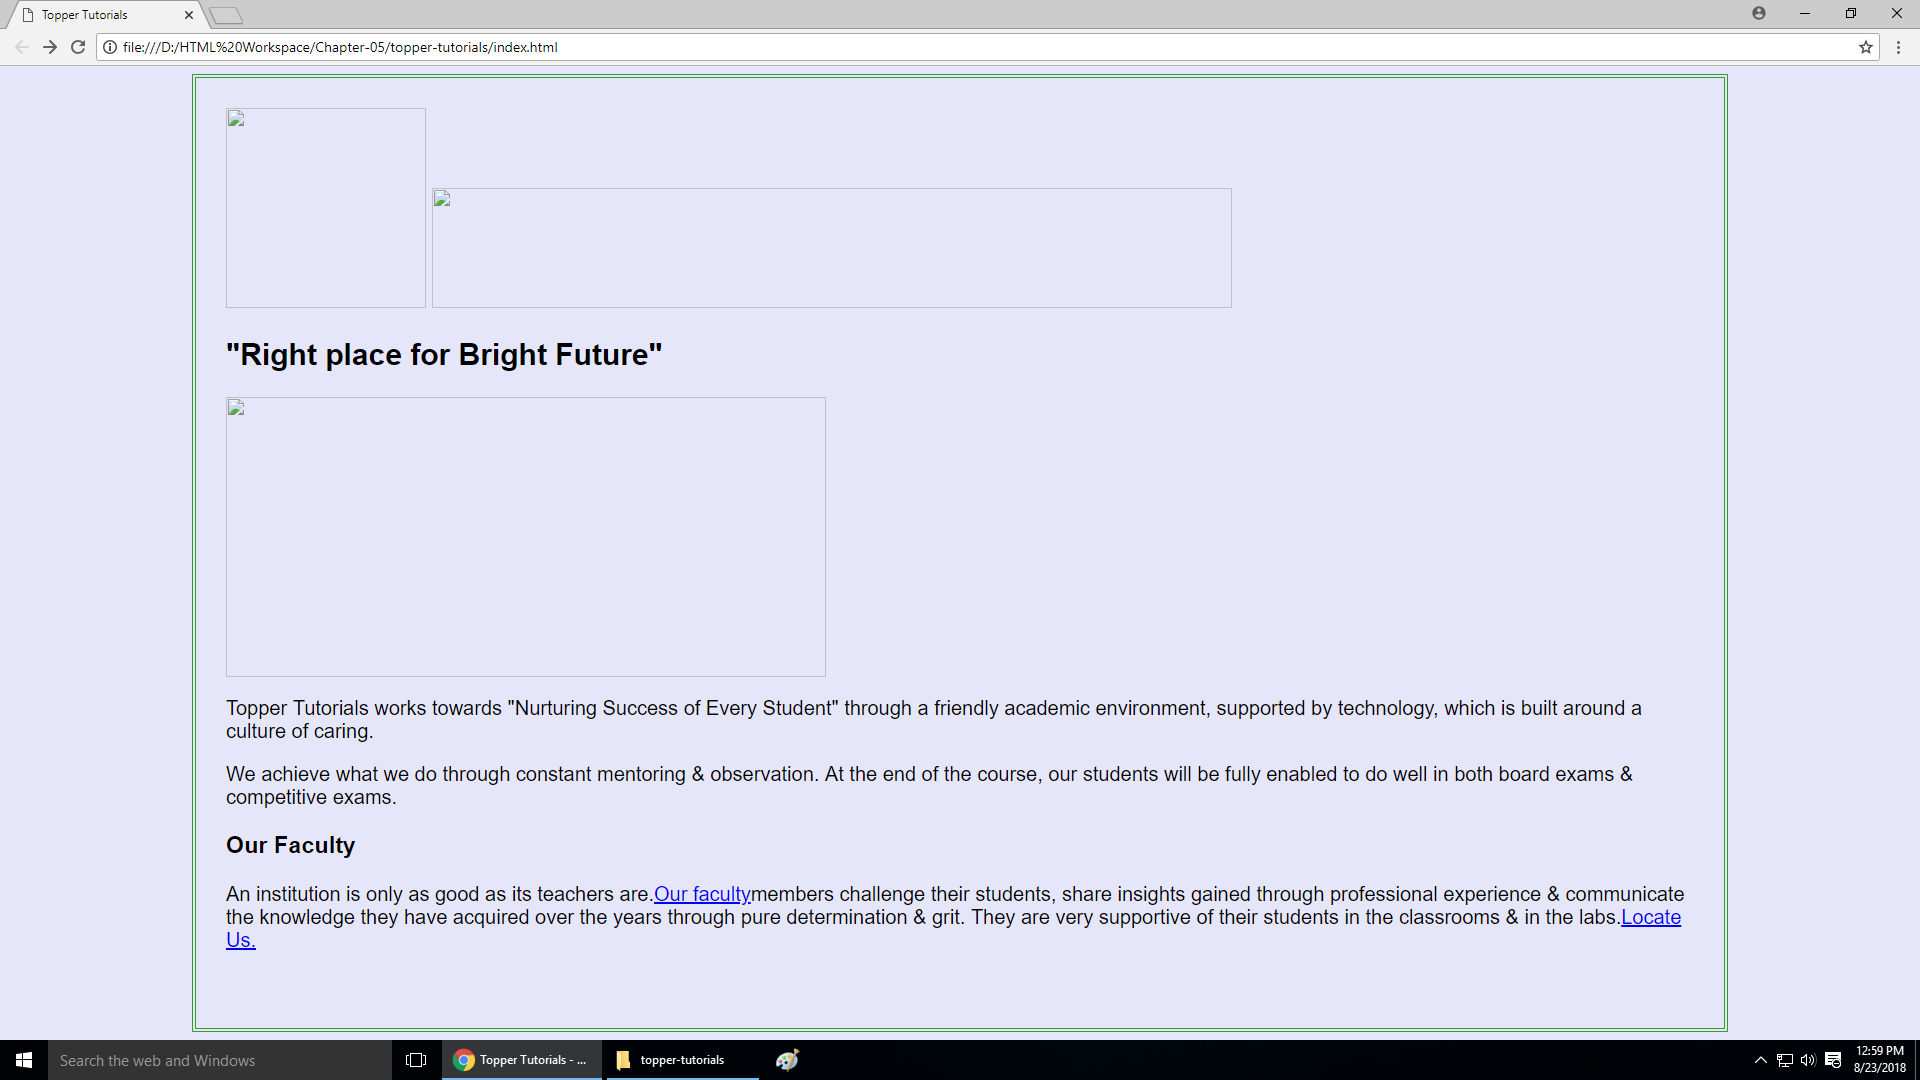 Topper Tutorials
file:///D:/HTML%20Workspace/Chapter-05/topper-tutorials/index.html
"Right place for Bright Future"
Topper Tutorials works towards "Nurturing Success of Every Student" through a friendly academic environment, supported by technology, which is built around a
culture of caring.
We achieve what we do through constant mentoring & observation. At the end of the course, our students will be fully enabled to do well in both board exams &
competitive exams.
Our Faculty
An institution is only as good as its teachers are.Our facultymembers challenge their students, share insights gained through professional experience & communicate
the knowledge they have acquired over the years through pure determination & grit. They are very supportive of their students in the classrooms & in the labs.Locate
Us.
Search the web and Windows
Topper Tutorials - ...
topper-tutorials
12:59 PM
8/23/2018